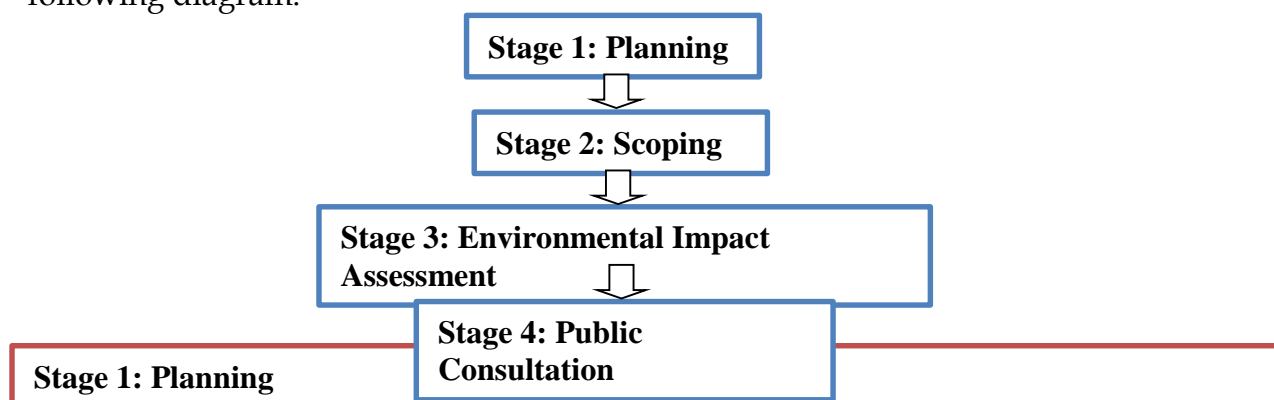 following diagram.
Stage 1: Planning
Stage 2: Scoping
Stage 3: Environmental Impact
Assessment
Stage 4: Public
Consultation
Stage 1: Planning